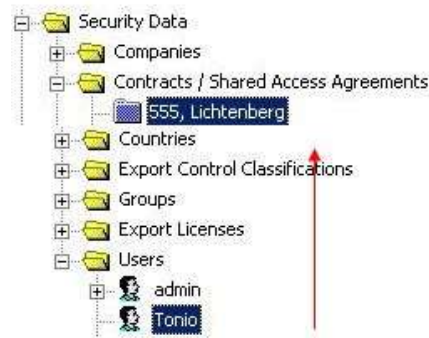 Security Data
Companies
Contracts / Shared Access Agreements
555, Lichtenberg
Countries
Export Control Classifications
Groups
Export Licenses
Users
admin
Tonio